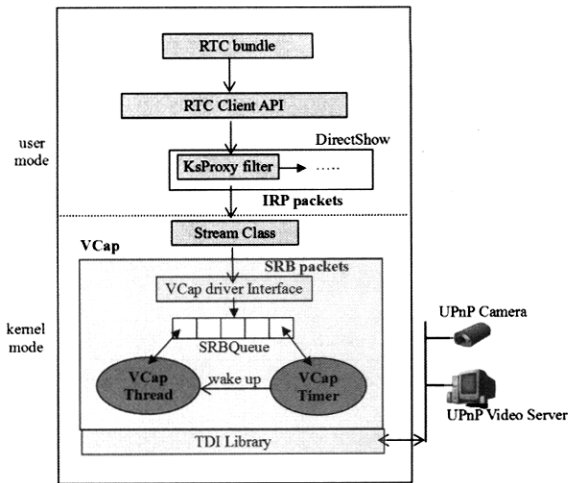 RTC bundle
RTC Client API
DirectShow
user
mode
KsProxy filter
.....
IRP packets
Stream Class
VCap
SRB packets
VCap driver Interface
UPnP Camera
kernel
mode
SRBQueue
VCap
Thread
wake up
VCap
Timer
UPnP Video Server
TDI Library